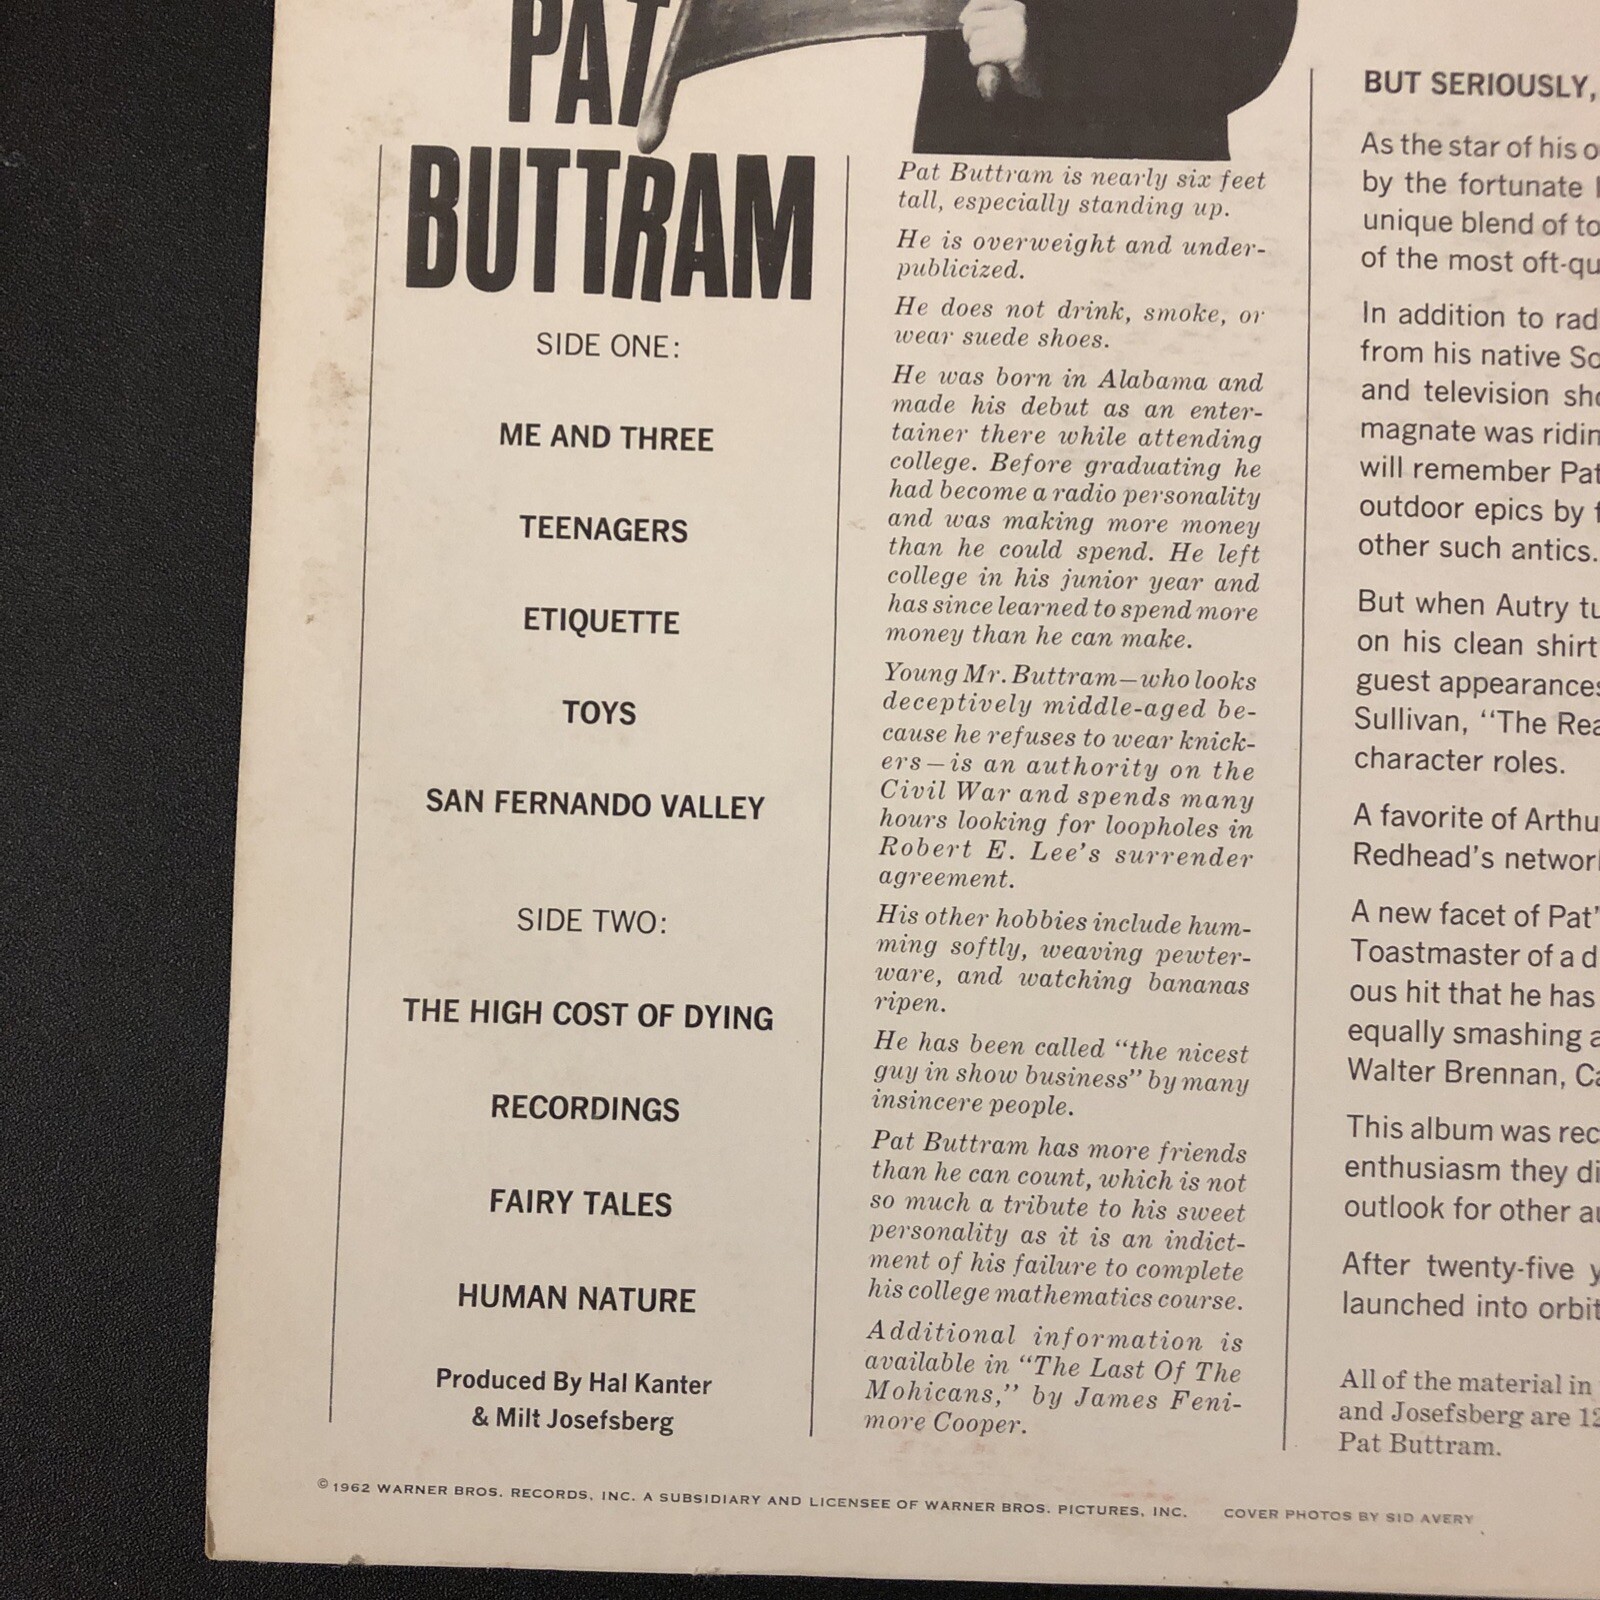 PAT
BUTTRAM
SIDE ONE:
ME AND THREE
TEENAGERS
ETIQUETTE
TOYS
SAN FERNANDO VALLEY
SIDE TWO:
THE HIGH COST OF DYING
RECORDINGS
FAIRY TALES
HUMAN NATURE
Produced By Hal Kanter
& Milt Josefsberg
Pat Buttram is nearly six feet
tall, especially standing up.
He is overweight and under-
publicized.
He does not drink, smoke, or
wear suede shoes.
He was born in Alabama and
made his debut as an enter-
tainer there while attending
college. Before graduating he
had become a radio personality
and was making more money
than he could spend. He left
college in his junior year and
has since learned to spend more
money than he can make.
Young Mr. Buttram—who looks
deceptively middle-aged be-
cause he refuses to wear knick-
ers—is an authority on the
Civil War and spends many
hours looking for loopholes in
Robert E. Lee's surrender
agreement.
His other hobbies include hum-
ming softly, weaving pewter-
ware, and watching bananas
ripen.
He has been called "the nicest
guy in show business" by many
insincere people.
Pat Buttram has more friends
than he can count, which is not
so much a tribute to his sweet
personality as it is an indict-
ment of his failure to complete
his college mathematics course.
Additional information is
available in "The Last Of The
Mohicans," by James Feni-
more Cooper.
BUT SERIOUSLY,
As the star of his
by the fortunate
unique blend of
of the most
In addition to
from his native
and television
magnate was
will remember Pat
outdoor epics by
other such antics.
But when Autry
on his clean shirt
guest appearances
Sullivan, "The
character roles.
A favorite of
Redhead's
A new facet of Pat'
Toastmaster of a
ous hit that he has
equally smashing
Walter Brennan,
This album was
enthusiasm they
outlook for other
After twenty-five
launched into
All of the material in
and Josefsberg are
Pat Buttram.
© 1962 WARNER BROS. RECORDS, INC. A SUBSIDIARY AND LICENSEE OF WARNER BROS. PICTURES, INC. COVER PHOTOS BY SID AVERY